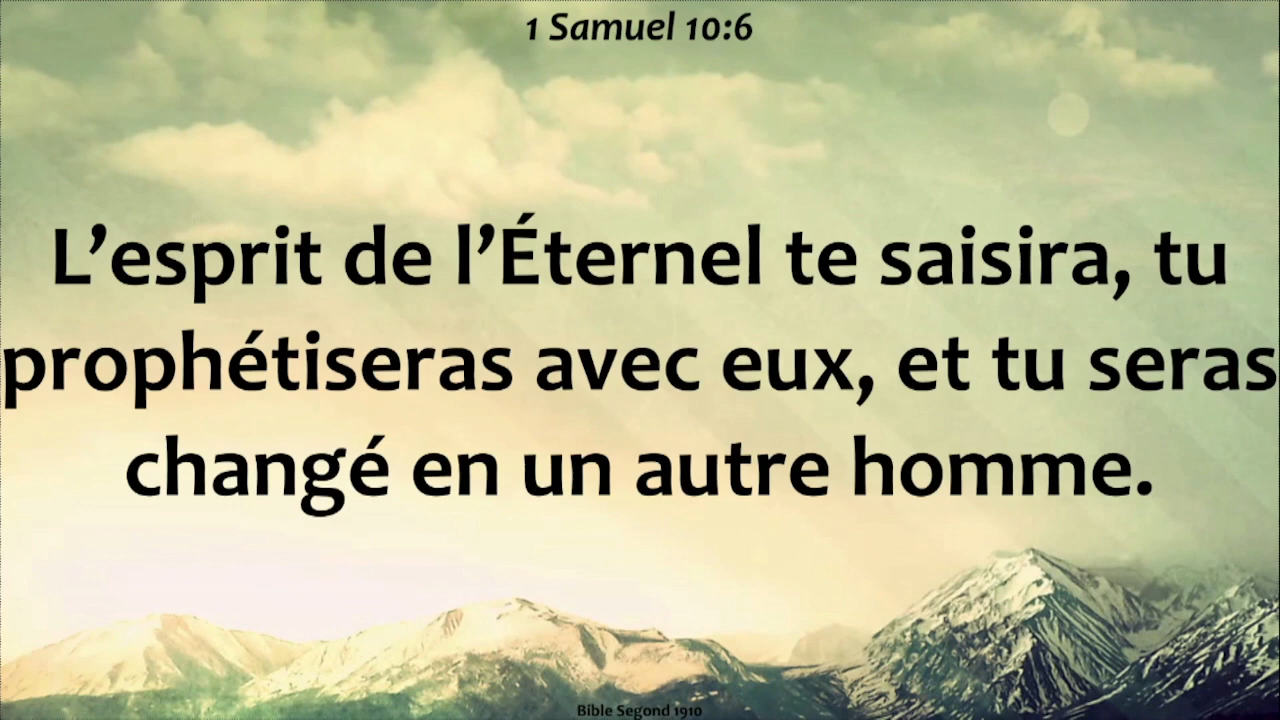 1 Samuel 10:6
L’esprit de l’Éternel te saisira, tu
prophétiseras avec eux, et tu seras
changé en un autre homme.
Bible Segond 1910